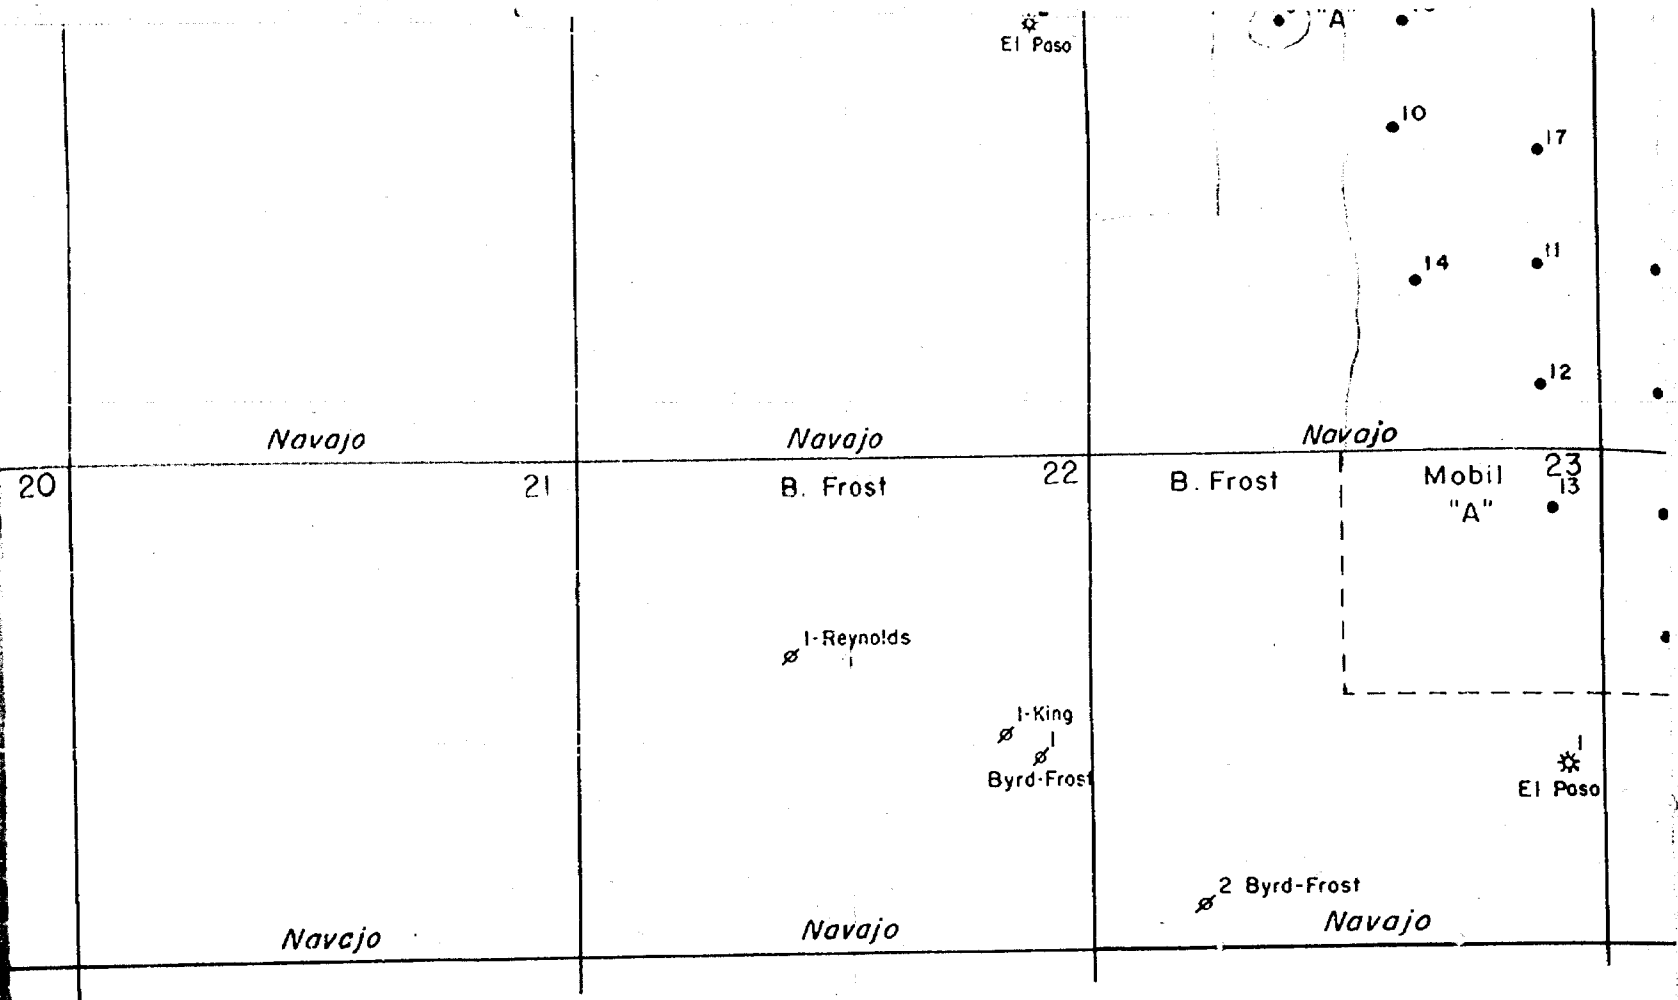 "A"
El Paso
10
17
11
14
12
Navajo
Navajo
Navajo
20
21
B. Frost
22
B. Frost
Mobil
"A"
23
13
1-Reynolds
1-King
1
Byrd-Frost
1
El Paso
2 Byrd-Frost
Navajo
Navajo
Navajo